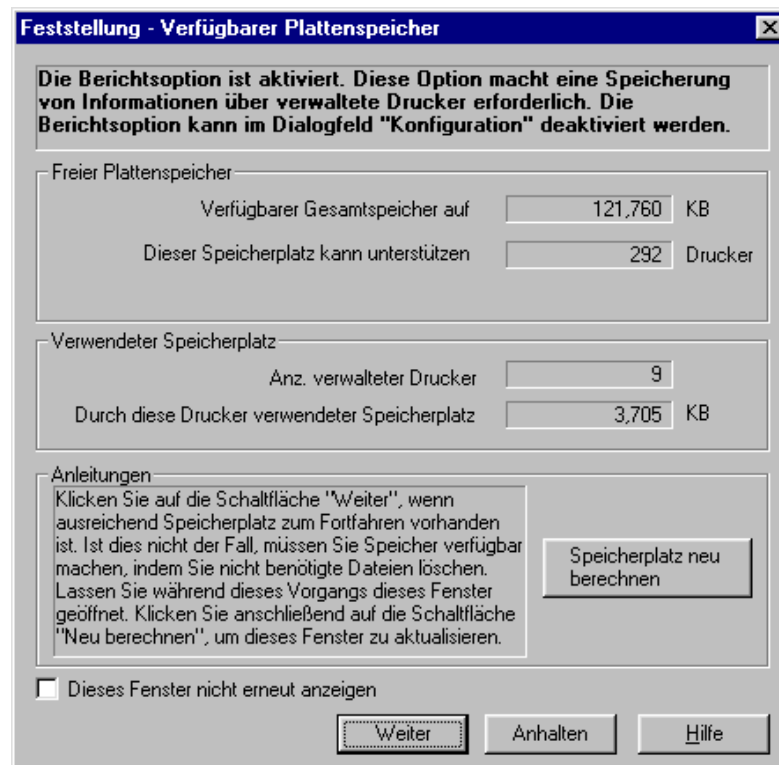 Feststellung - Verfügbarer Plattenspeicher
Die Berichtsoption ist aktiviert. Diese Option macht eine Speicherung
von Informationen über verwaltete Drucker erforderlich. Die
Berichtsoption kann im Dialogfeld "Konfiguration" deaktiviert werden.
Freier Plattenspeicher
Verfügbarer Gesamtspeicher auf 121,760 KB
Dieser Speicherplatz kann unterstützen 292 Drucker
Verwendeter Speicherplatz
Anz. verwalteter Drucker 9
Durch diese Drucker verwendeter Speicherplatz 3,705 KB
Anleitungen
Klicken Sie auf die Schaltfläche "Weiter", wenn
ausreichend Speicherplatz zum Fortfahren vorhanden
ist. Ist dies nicht der Fall, müssen Sie Speicher verfügbar
machen, indem Sie nicht benötigte Dateien löschen.
Lassen Sie während dieses Vorgangs dieses Fenster
geöffnet. Klicken Sie anschließend auf die Schaltfläche
"Neu berechnen", um dieses Fenster zu aktualisieren.
Speicherplatz neu
berechnen
Dieses Fenster nicht erneut anzeigen
Weiter Anhalten Hilfe